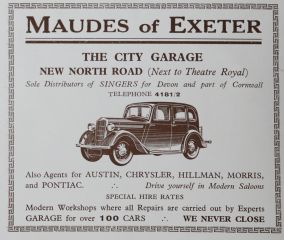 MAUDES of EXETER
THE CITY GARAGE
NEW NORTH ROAD (Next to Theatre Royal)
Sole Distributors of SINGERS for Devon and part of Cornwall
TELEPHONE 4181/2
Also Agents for AUSTIN, CHRYSLER, HILLMAN, MORRIS,
and PONTIAC. ∴ Drive yourself in Modern Saloons
SPECIAL HIRE RATES
Modern Workshops where all Repairs are carried out by Experts
GARAGE for over 100 CARS ∴ WE NEVER CLOSE